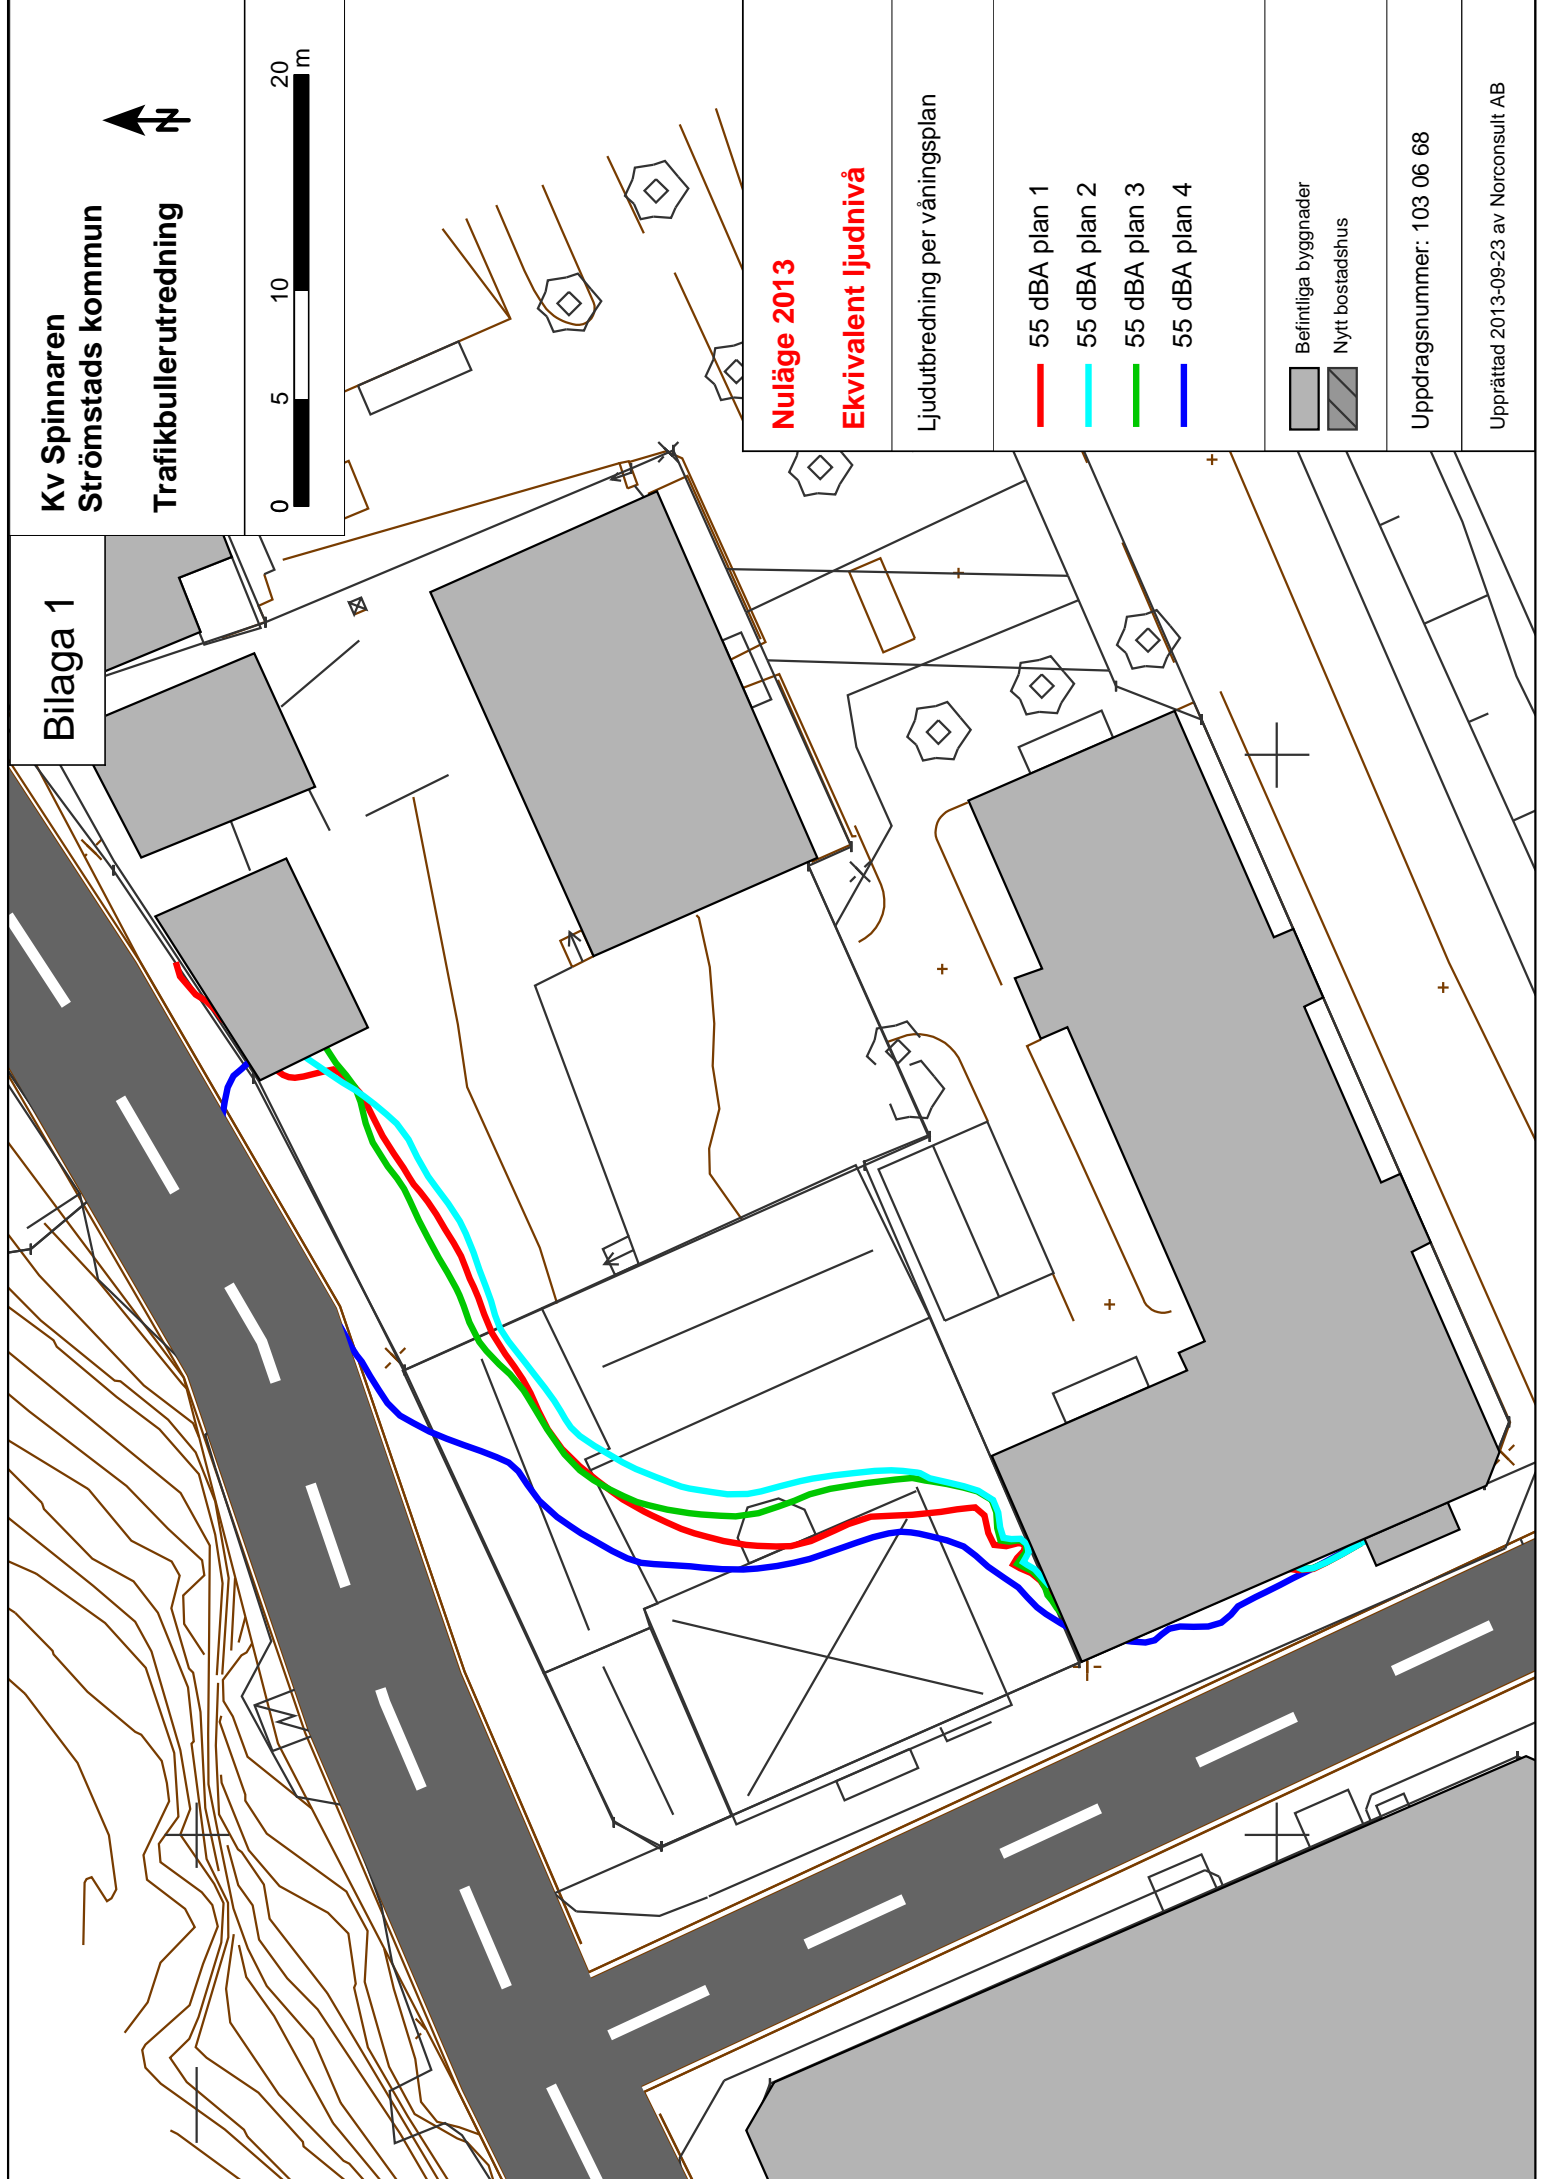 Bilaga 1
Kv Spinnaren
Strömstads kommun
Trafikbullerutredning
N
0 5 10 20
m
Nuläge 2013
Ekvivalent ljudnivå
Ljudutbredning per våningsplan
55 dBA plan 1
55 dBA plan 2
55 dBA plan 3
55 dBA plan 4
Befintliga byggnader
Nytt bostadshus
Uppdragsnummer: 103 06 68
Upprättad 2013-09-23 av Norconsult AB